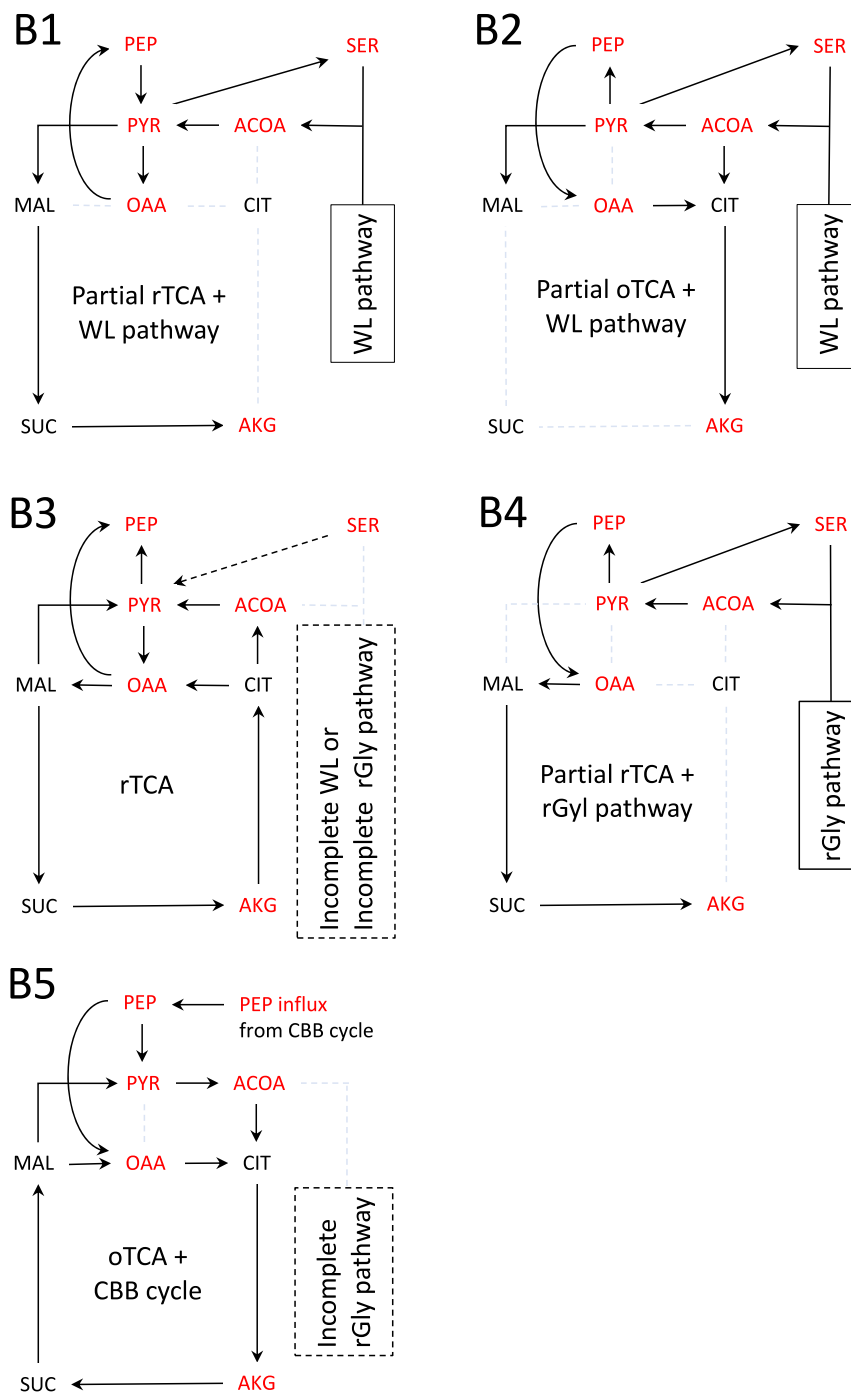 B1
PEP
SER
PYR
ACOA
MAL
OAA
CIT
Partial rTCA +
WL pathway
WL pathway
SUC
AKG
B2
PEP
SER
PYR
ACOA
MAL
OAA
CIT
Partial oTCA +
WL pathway
WL pathway
SUC
AKG
B3
PEP
SER
PYR
ACOA
MAL
OAA
CIT
rTCA
Incomplete WL or
Incomplete rGly pathway
SUC
AKG
B4
PEP
SER
PYR
ACOA
MAL
OAA
CIT
Partial rTCA +
rGyl pathway
rGly pathway
SUC
AKG
B5
PEP
PEP influx
from CBB cycle
PYR
ACOA
MAL
OAA
CIT
oTCA +
CBB cycle
Incomplete
rGly pathway
SUC
AKG